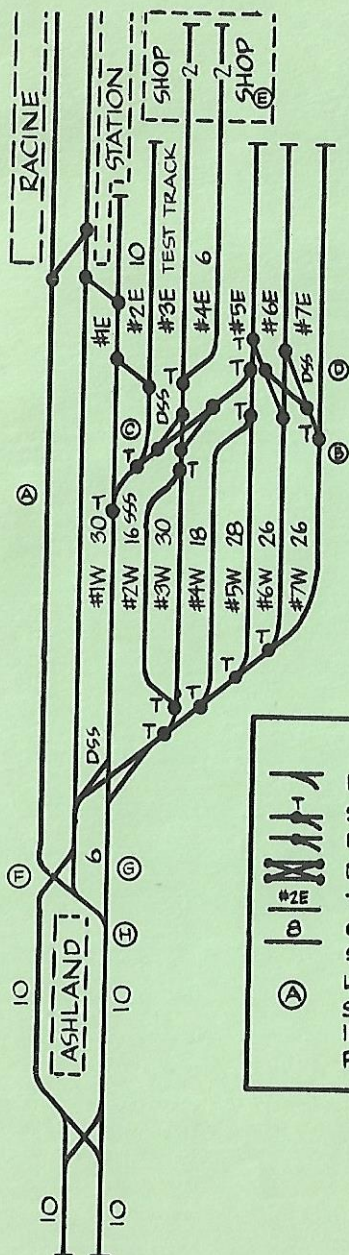 RACINE
STATION
SHOP
2
2
SHOP
E
A
#1E
#2E 10
#3E TEST TRACK
#4E 6
#5E
#6E
#7E
T
DSS
T
C
T
T
T
DSS
T
D
B
#1W 30 T
#2W 16 SSS
#3W 30
#4W 18
#5W 28
#6W 26
#7W 26
T
T
T
T
T
DSS
F
6
G
H
10
ASHLAND
10
10
10
A
8
#2E
T